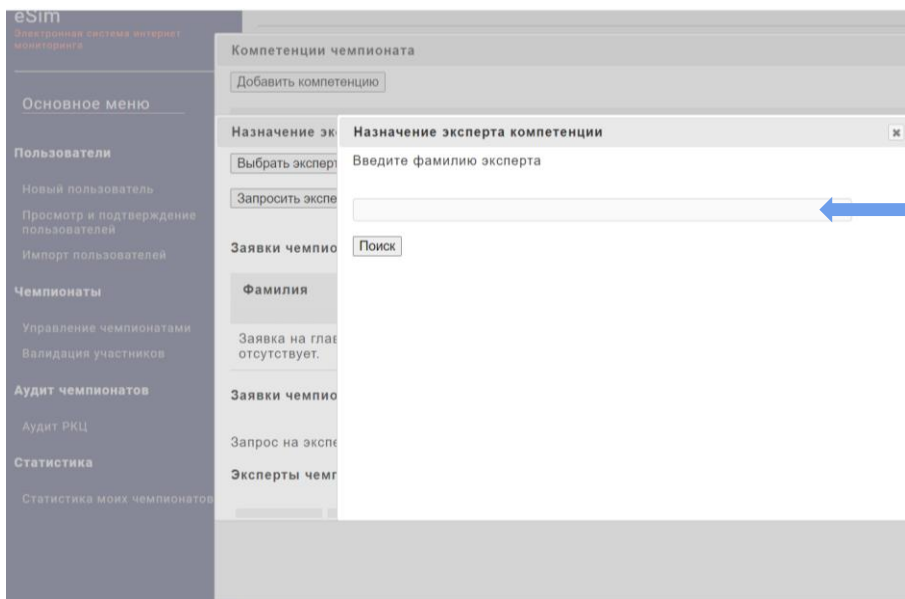 eSim
Электронная система интернет
мониторинга
Основное меню
Пользователи
Новый пользователь
Просмотр и подтверждение
пользователей
Импорт пользователей
Чемпионаты
Управление чемпионатами
Валидация участников
Аудит чемпионатов
Аудит РКЦ
Статистика
Статистика моих чемпионатов
Компетенции чемпионата
Добавить компетенцию
Назначение эк
Выбрать эксперт
Запросить экспе
Заявки чемпио
Фамилия
Заявка на глав
отсутствует.
Заявки чемпио
Запрос на экспе
Эксперты чемп
Назначение эксперта компетенции
Введите фамилию эксперта
Поиск